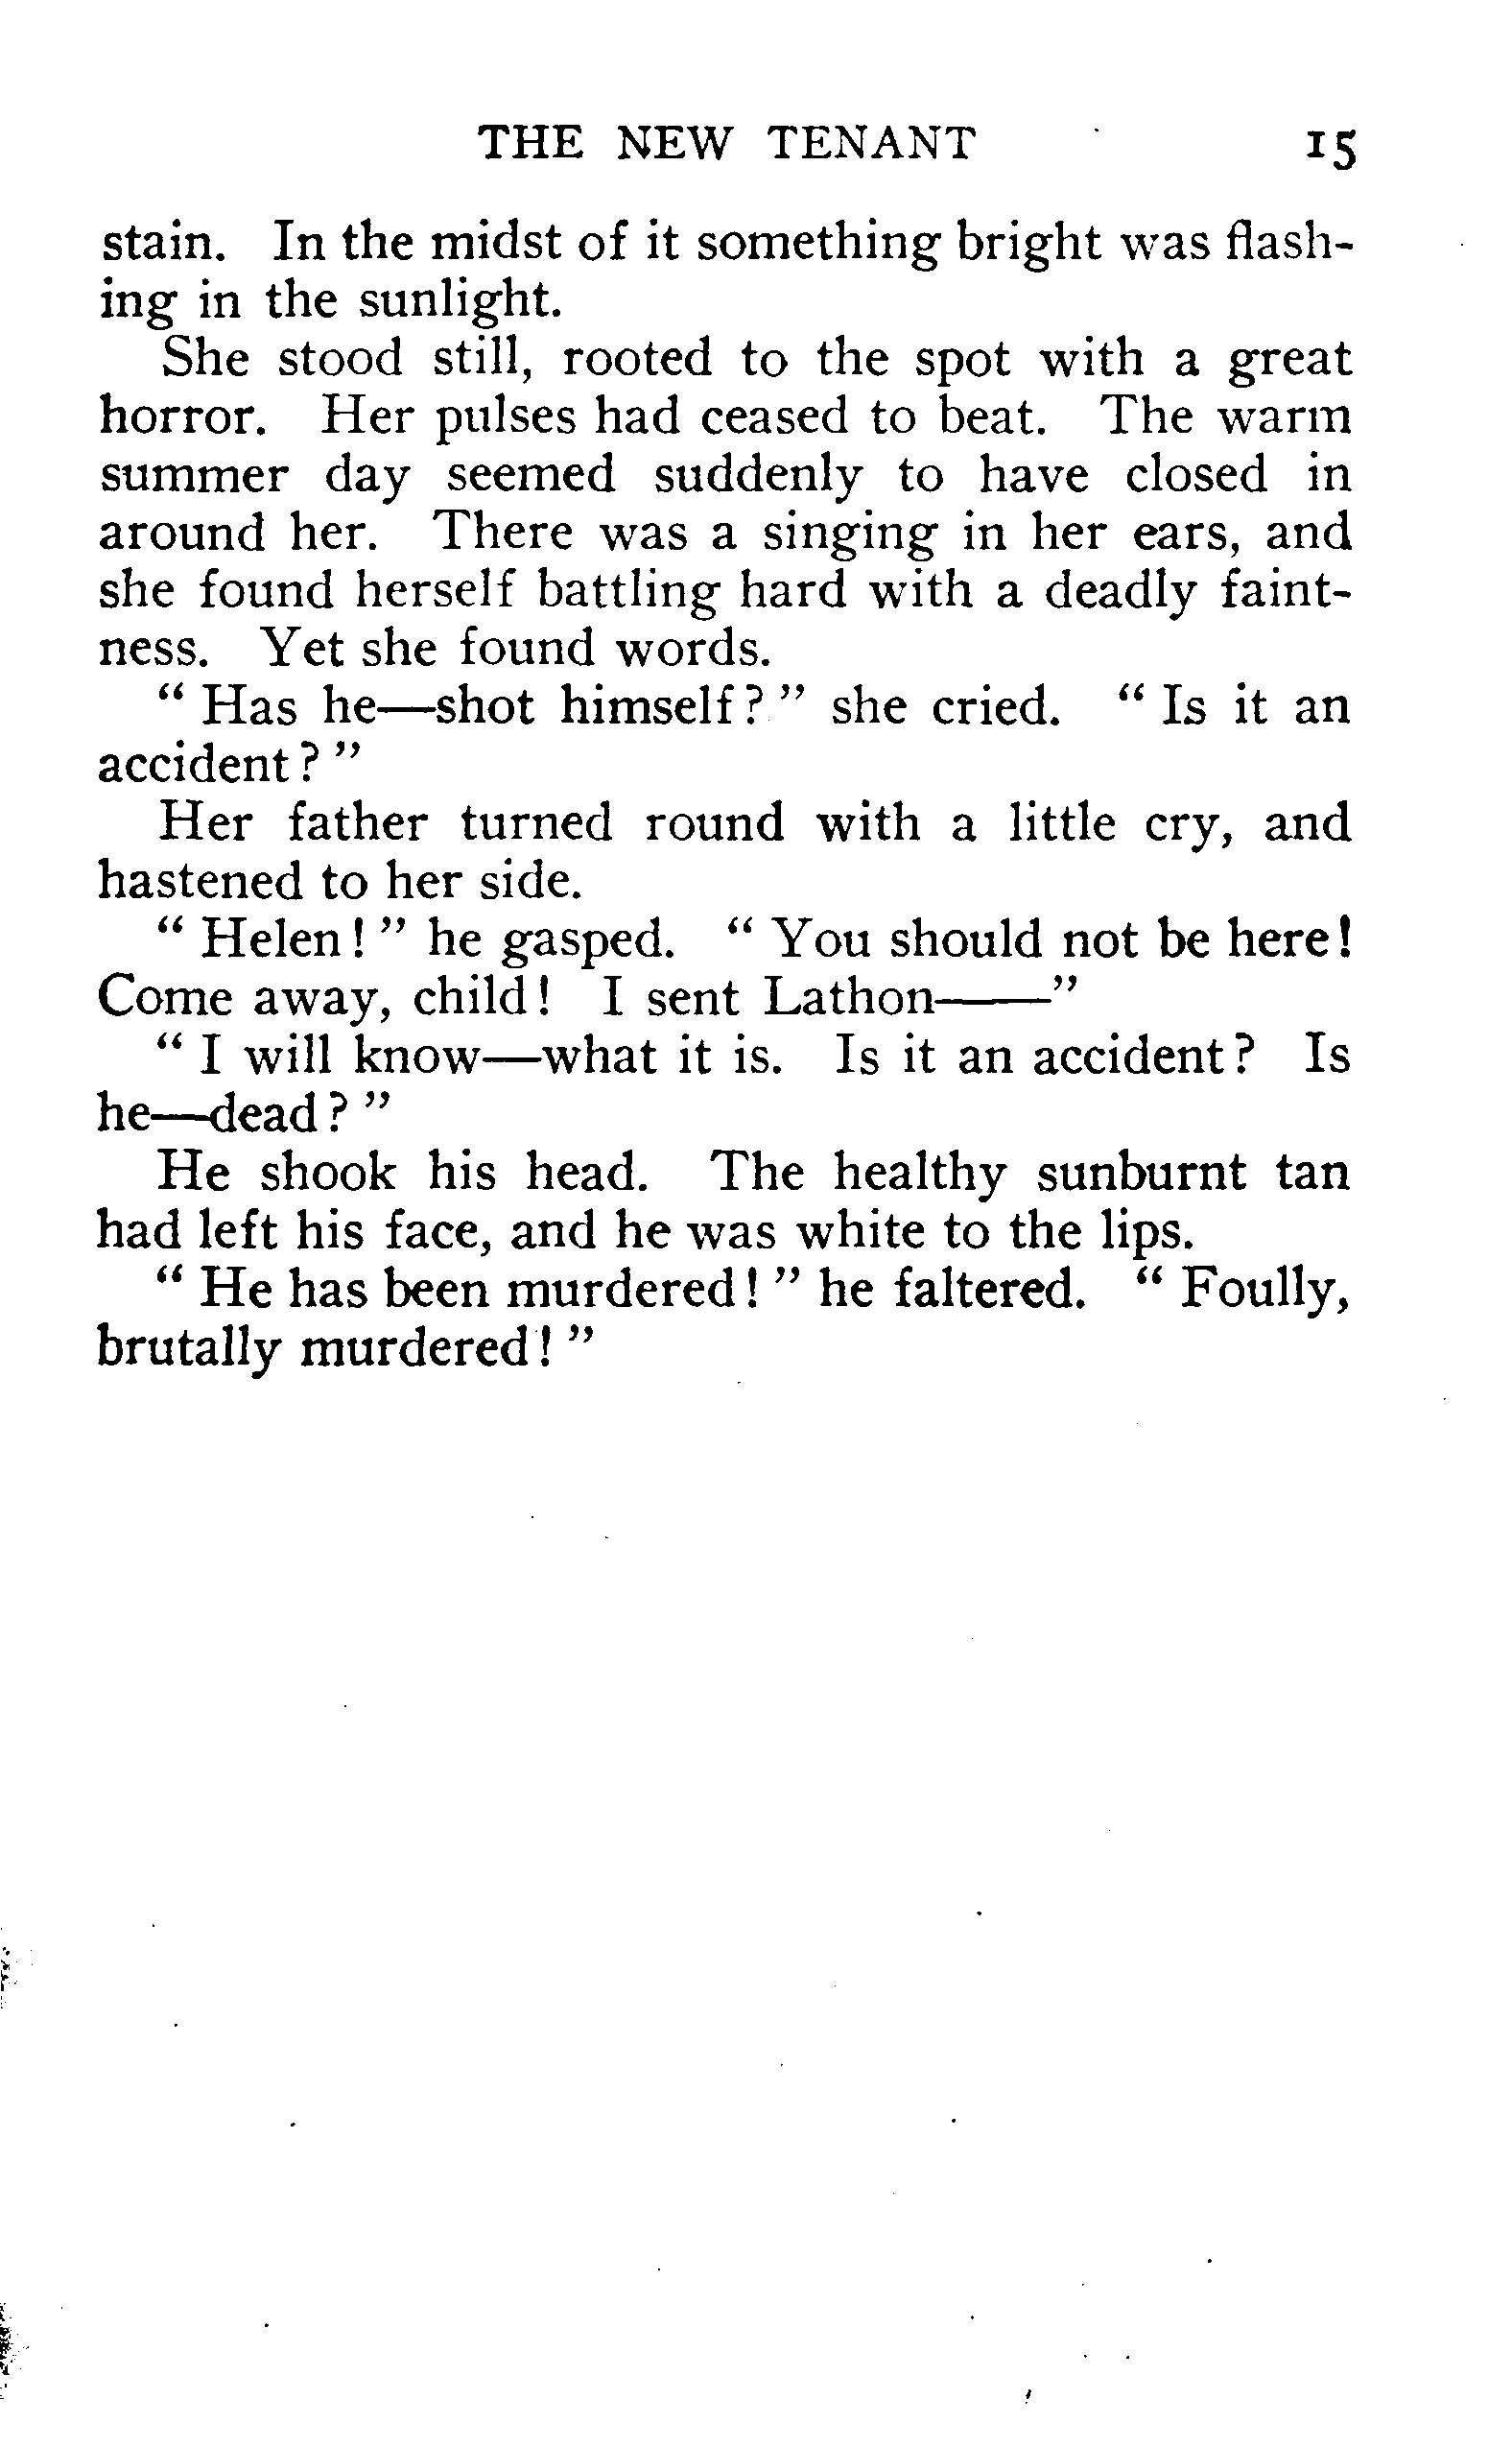 THE NEW TENANT 15
stain. In the midst of it something bright was flash-
ing in the sunlight.
She stood still, rooted to the spot with a great
horror. Her pulses had ceased to beat. The warm
summer day seemed suddenly to have closed in
around her. There was a singing in her ears, and
she found herself battling hard with a deadly faint-
ness. Yet she found words.
“ Has he—shot himself? ” she cried. “ Is it an
accident? ”
Her father turned round with a little cry, and
hastened to her side.
“ Helen! ” he gasped. “ You should not be here!
Come away, child! I sent Lathon——”
“ I will know—what it is. Is it an accident? Is
he—dead? ”
He shook his head. The healthy sunburnt tan
had left his face, and he was white to the lips.
“ He has been murdered! ” he faltered. “ Foully,
brutally murdered! ”